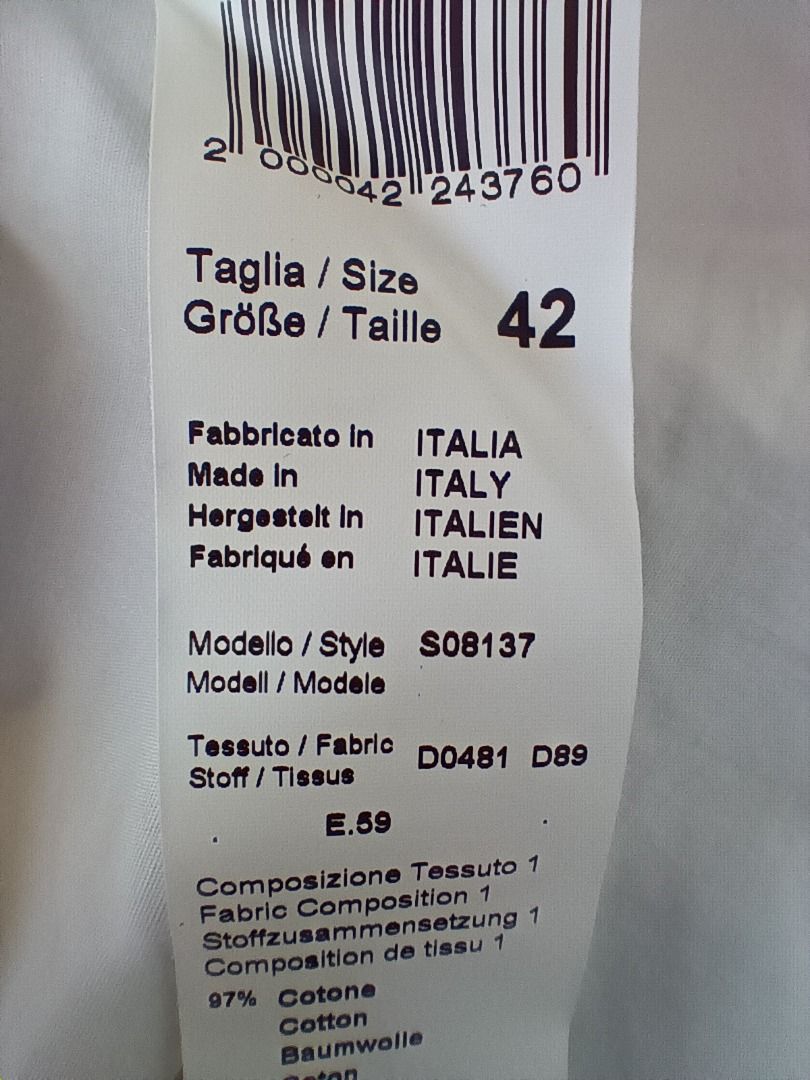 2 000042 243760
Taglia / Size
Größe / Taille 42
Fabbricato in ITALIA
Made in ITALY
Hergestelt in ITALIEN
Fabriqué en ITALIE
Modello / Style S08137
Modell / Modele
Tessuto / Fabric D0481 D89
Stoff / Tissus
E.59
Composizione Tessuto 1
Fabric Composition 1
Stoffzusammensetzung 1
Composition de tissu 1
97% Cotone
Cotton
Baumwolle